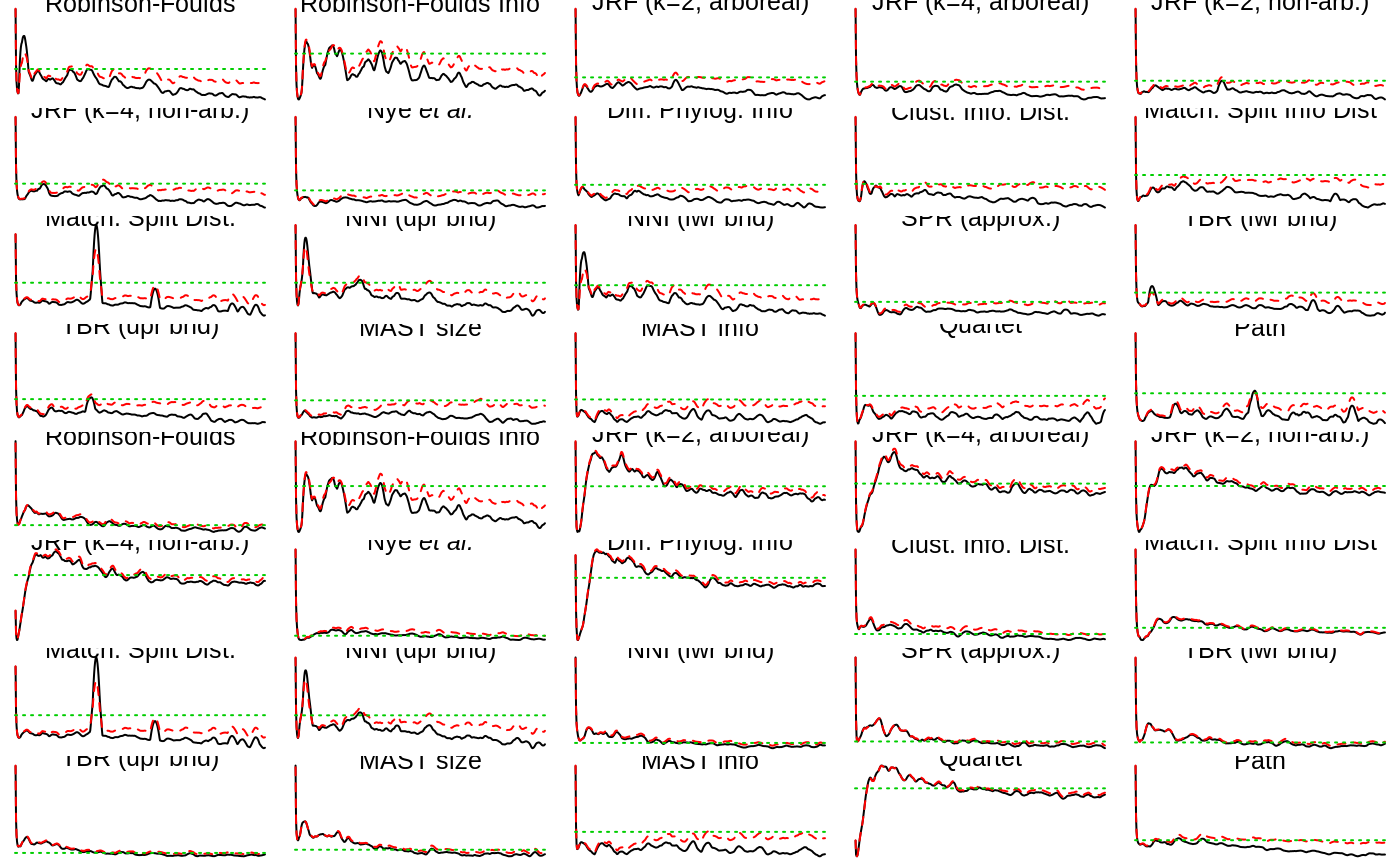 Robinson-Foulds Robinson-Foulds Info JRF (k=2, arboreal) JRF (k=4, arboreal) JRF (k=2, non-arb.)
JRF (k=4, non-arb.) Nye et al. Diff. Phylog. Info Clust. Info. Dist. Match. Split Info Dist
Match. Split Dist. NNI (upr bnd) NNI (lwr bnd) SPR (approx.) TBR (lwr bnd)
TBR (upr bnd) MAST size MAST info Quartet Path
Robinson-Foulds Robinson-Foulds Info JRF (k=2, arboreal) JRF (k=4, arboreal) JRF (k=2, non-arb.)
JRF (k=4, non-arb.) Nye et al. Diff. Phylog. Info Clust. Info. Dist. Match. Split Info Dist
Match. Split Dist. NNI (upr bnd) NNI (lwr bnd) SPR (approx.) TBR (lwr bnd)
TBR (upr bnd) MAST size MAST info Quartet Path